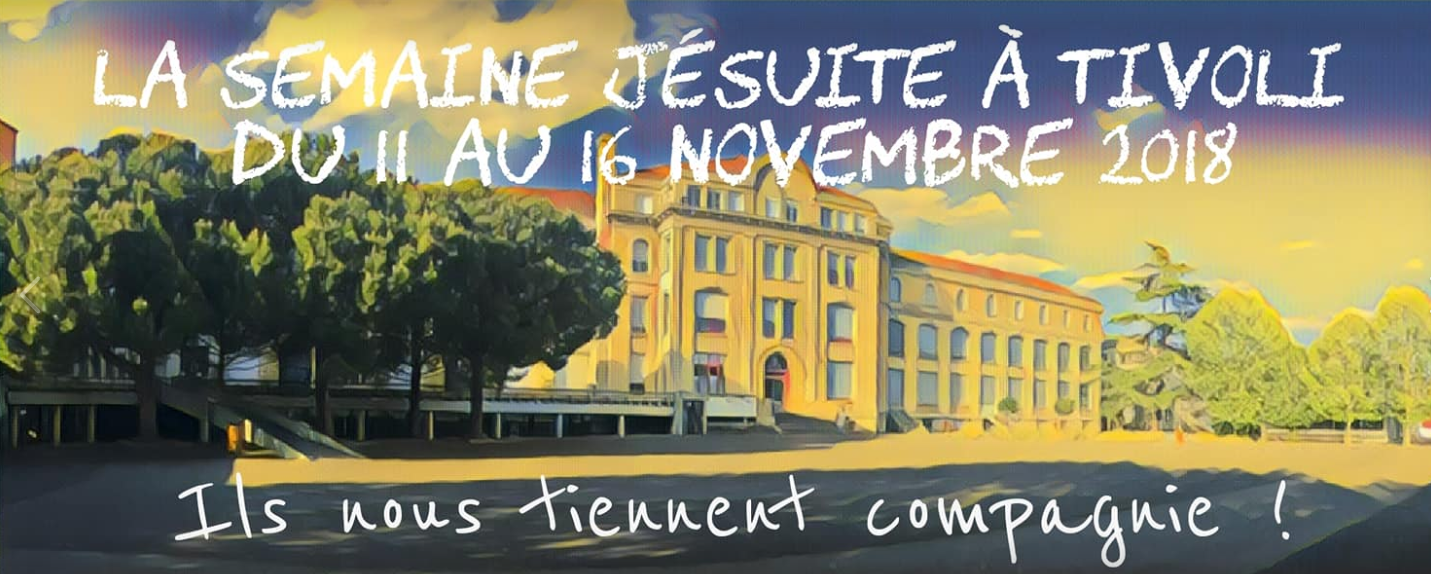 LA SEMAINE JÉSUITE À TIVOLI
DU 11 AU 16 NOVEMBRE 2018
Ils nous tiennent compagnie !